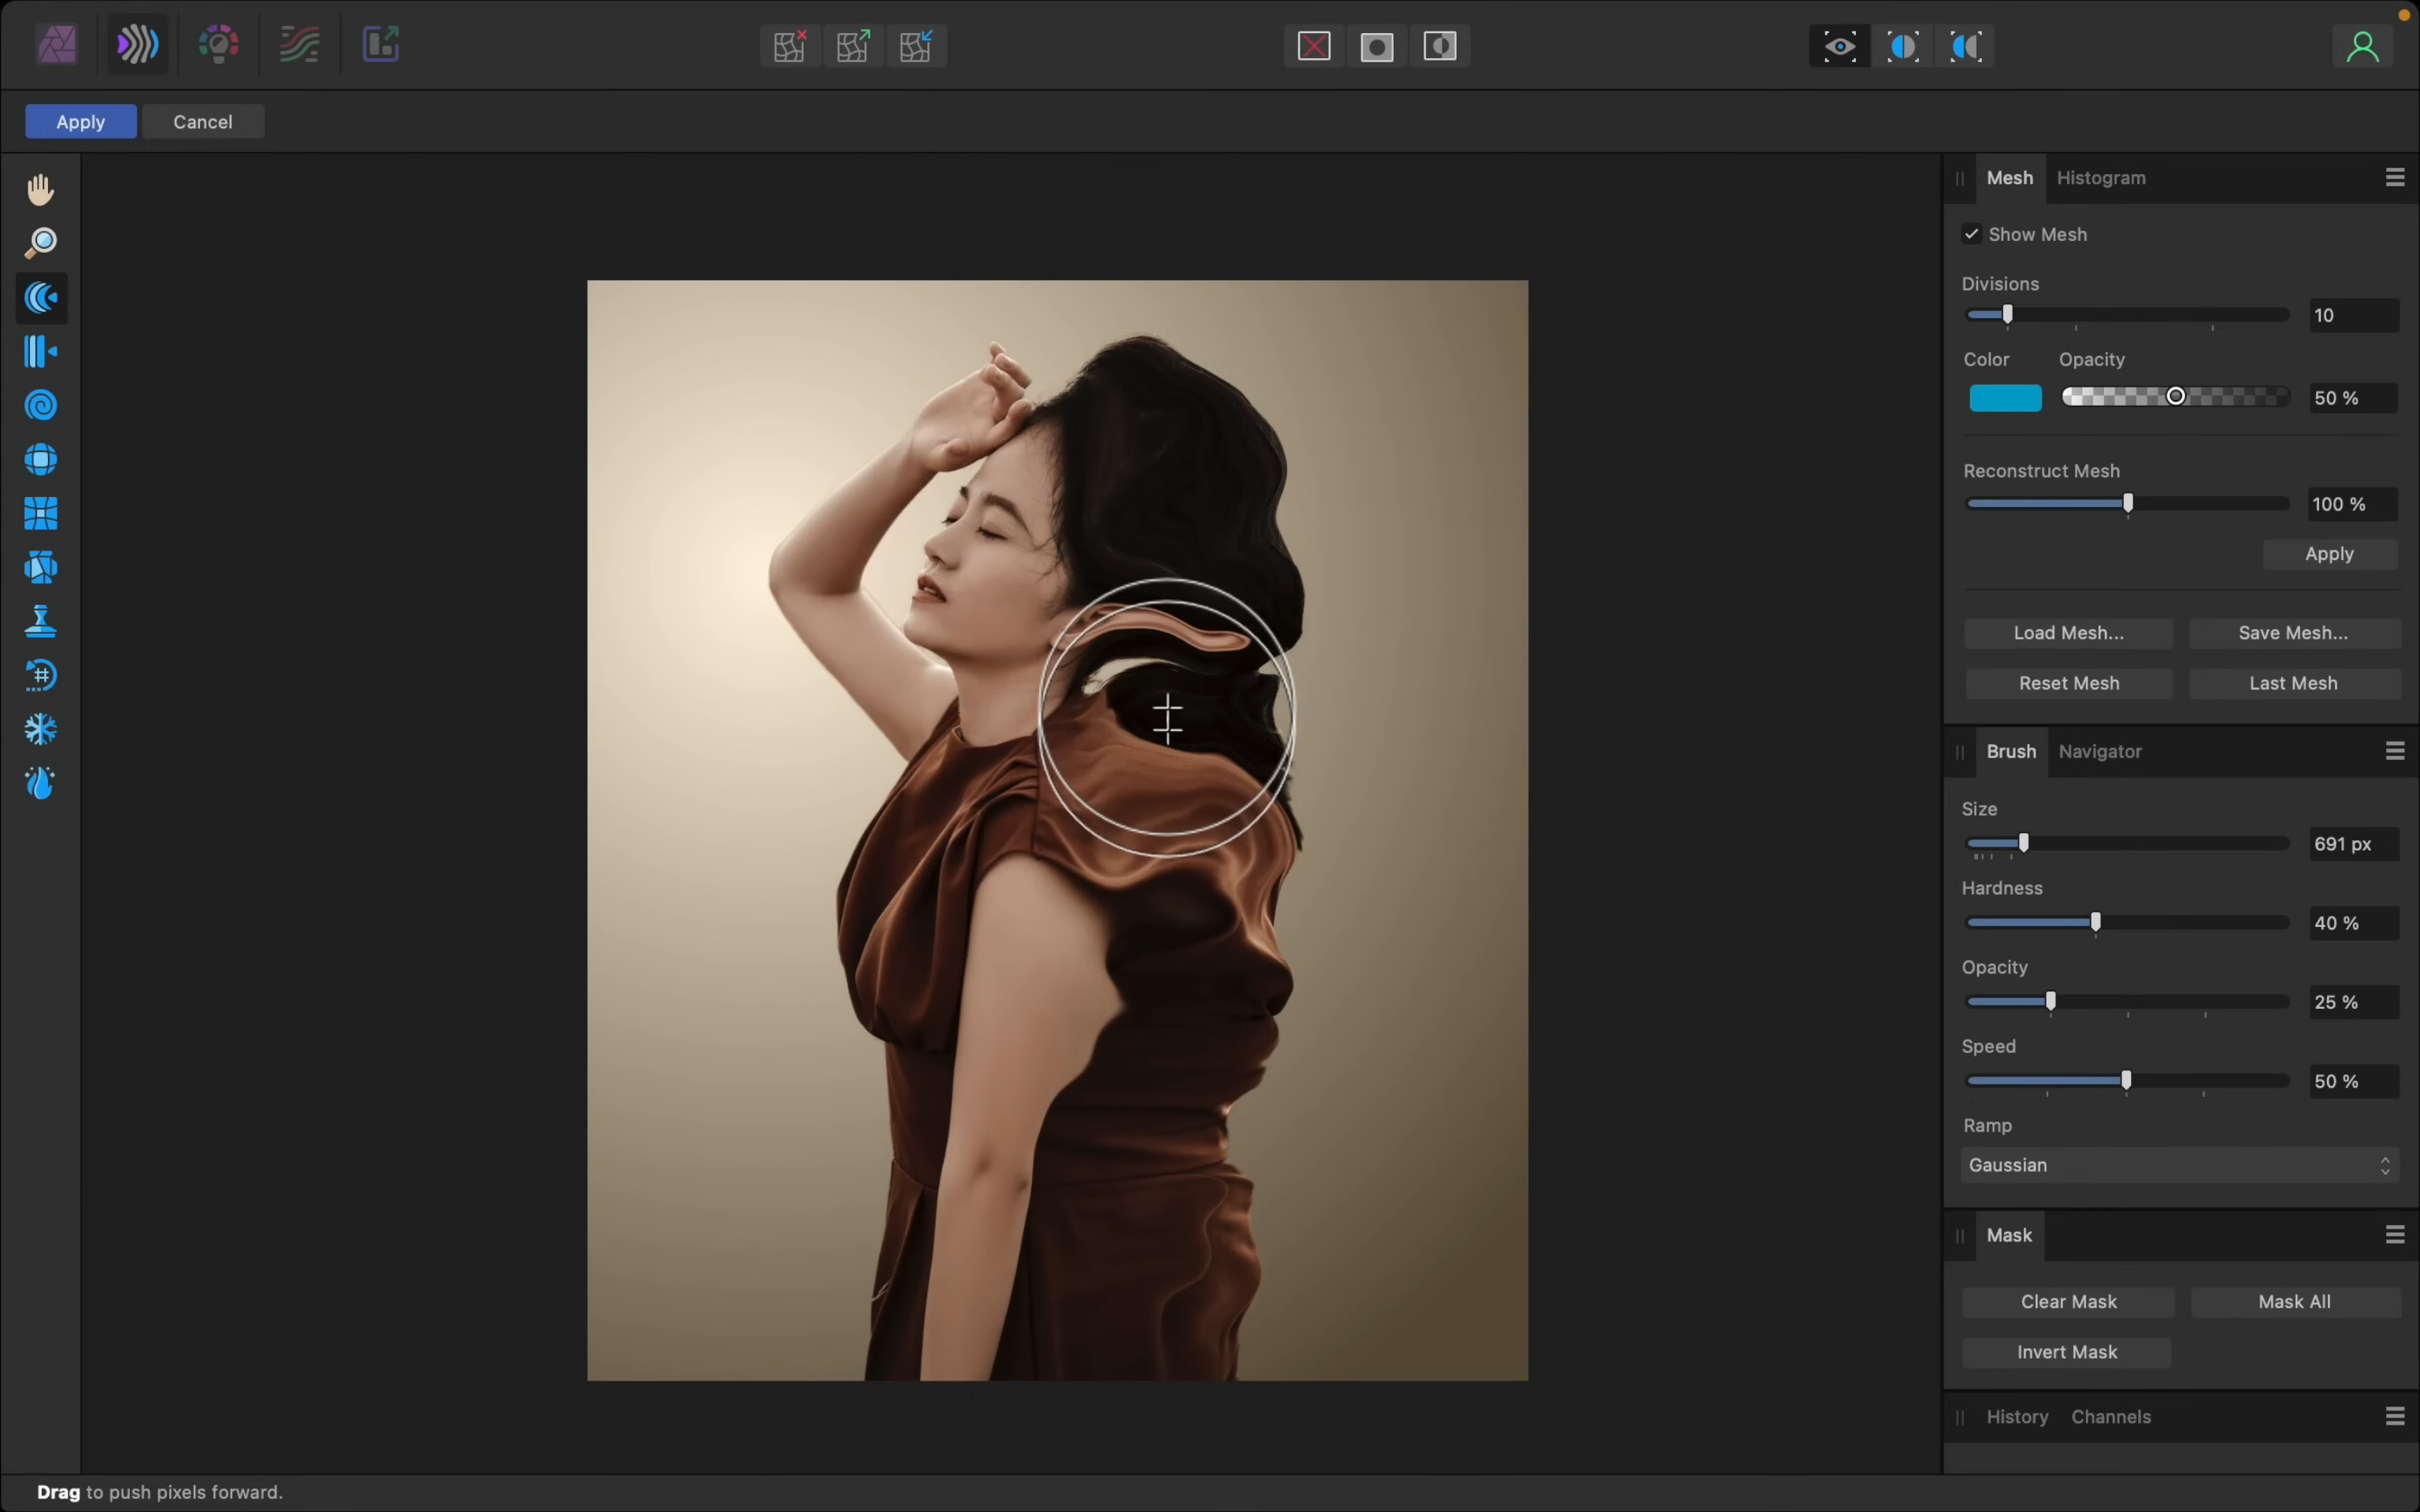 Apply Cancel
Mesh Histogram
Show Mesh
Divisions
10
Color Opacity
50 %
Reconstruct Mesh
100 %
Apply
Load Mesh... Save Mesh...
Reset Mesh Last Mesh
Brush Navigator
Size
691 px
Hardness
40 %
Opacity
25 %
Speed
50 %
Ramp
Gaussian
Mask
Clear Mask Mask All
Invert Mask
History Channels
Drag to push pixels forward.